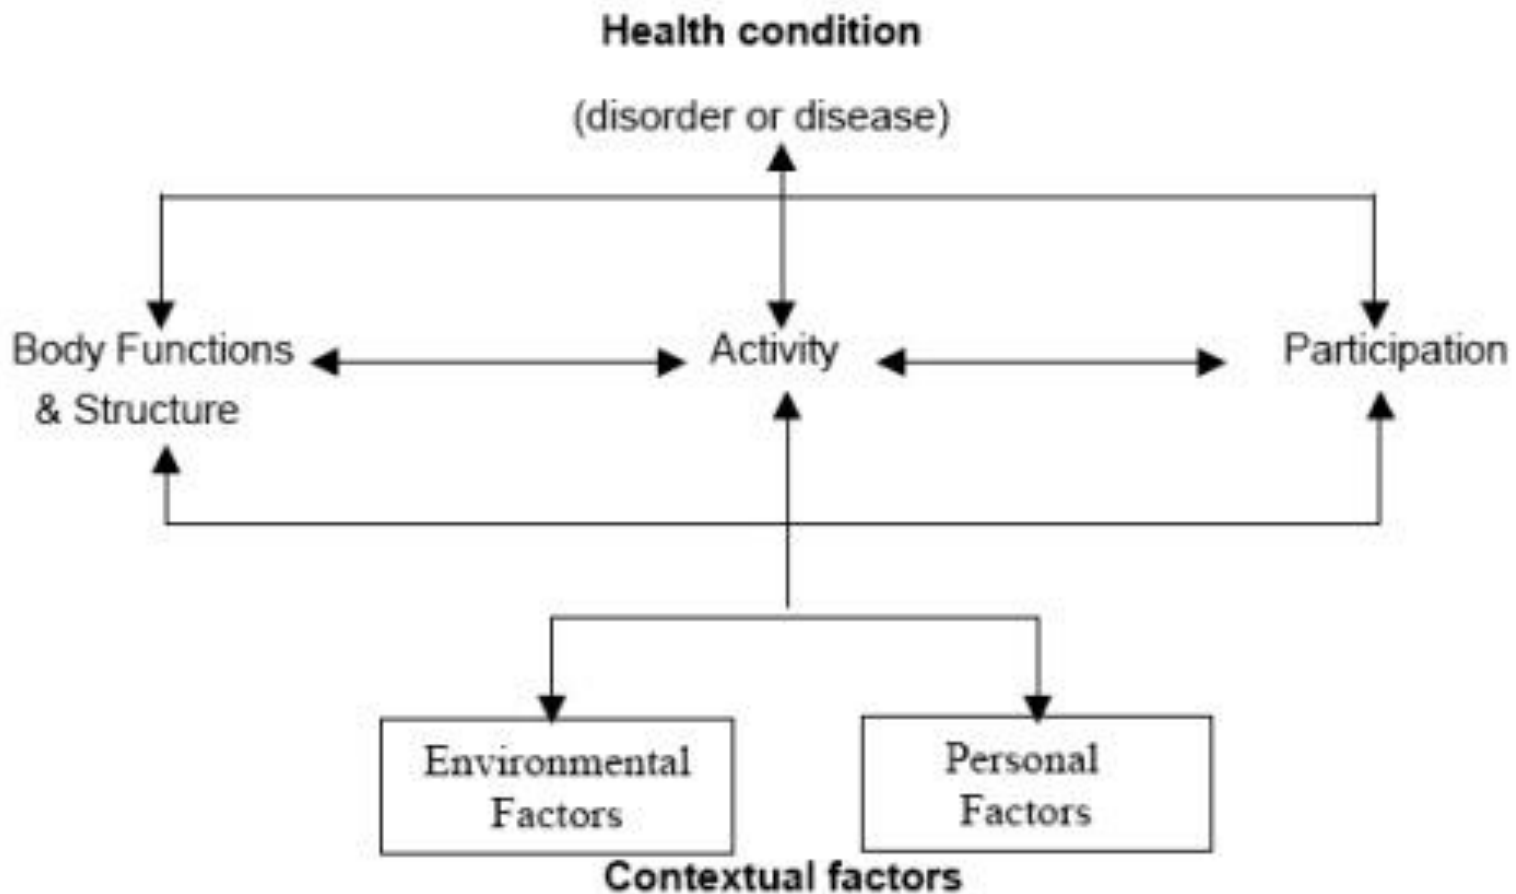 Health condition
(disorder or disease)
Body Functions
& Structure
Activity
Participation
Environmental
Factors
Personal
Factors
Contextual factors